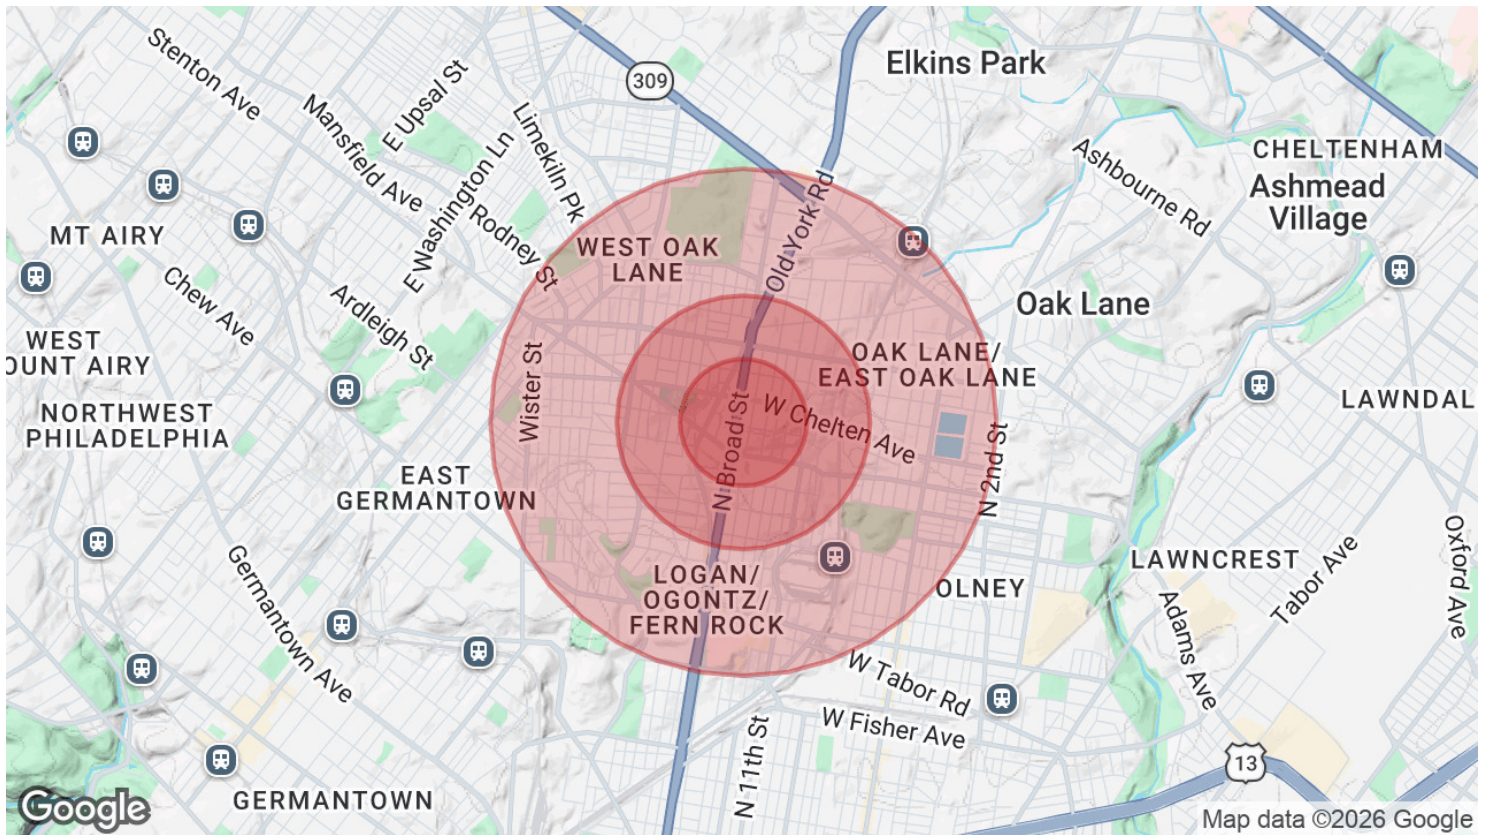 Stenton Ave
E Upsal St
309
Elkins Park
Mansfield Ave
Limekiln Pk
E Washington Ln
Rodney St
Ashbourne Rd
CHELTENHAM
Ashmead
Village
MT AIRY
WEST OAK
LANE
Old York Rd
Chew Ave
Ardleigh St
Oak Lane
WEST
OUNT AIRY
OAK LANE/
EAST OAK LANE
Wister St
N Broad St
W Chelten Ave
LAWNDAL
NORTHWEST
PHILADELPHIA
N 2nd St
EAST
GERMANTOWN
Germantown Ave
LOGAN/
OGONTZ/
FERN ROCK
OLNEY
LAWNCREST
Tabor Ave
Oxford Ave
Adams Ave
W Tabor Rd
W Fisher Ave
N 11th St
13
GERMANTOWN
Google
Map data ©2026 Google